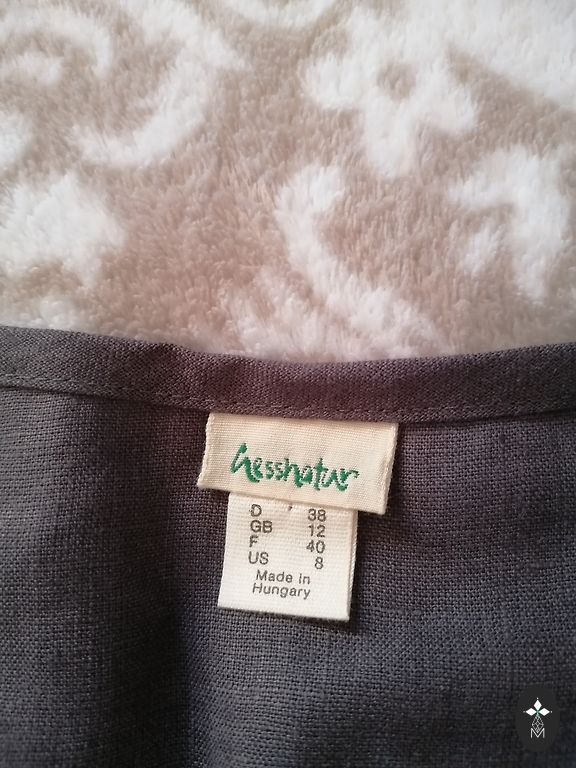 hessnatur
D 38
GB 12
F 40
US 8
Made in
Hungary
M